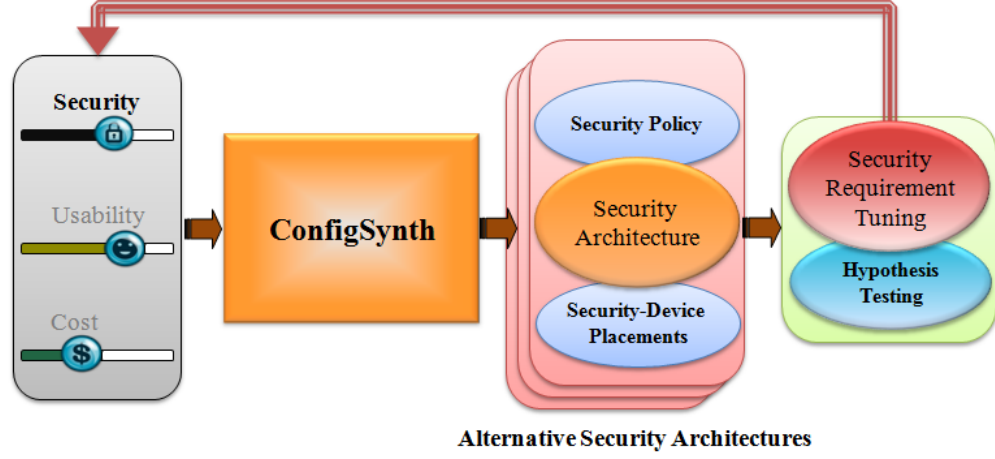 Security
Usability
Cost
$
ConfigSynth
Security Policy
Security
Architecture
Security-Device
Placements
Security
Requirement
Tuning
Hypothesis
Testing
Alternative Security Architectures